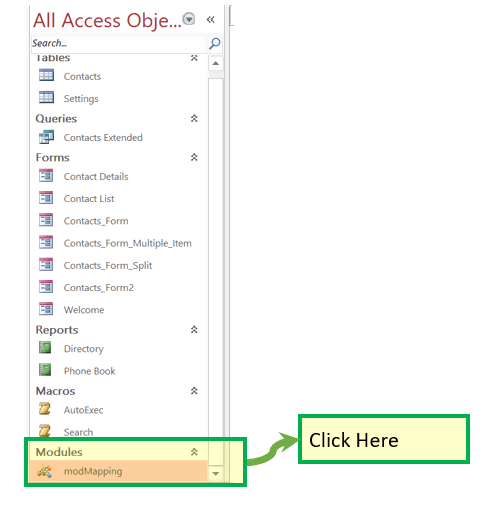 All Access Obje...
Search...
Tables
Contacts
Settings
Queries
Contacts Extended
Forms
Contact Details
Contact List
Contacts_Form
Contacts_Form_Multiple_Item
Contacts_Form_Split
Contacts_Form2
Welcome
Reports
Directory
Phone Book
Macros
AutoExec
Search
Modules
modMapping
Click Here